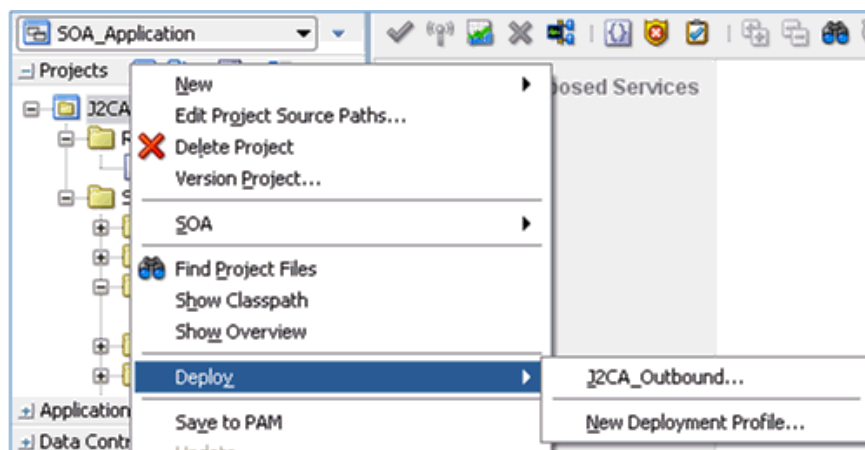 SOA_Application
Projects
J2CA
New
Edit Project Source Paths...
Delete Project
Version Project...
SOA
Find Project Files
Show Classpath
Show Overview
Deploy
J2CA_Outbound...
New Deployment Profile...
Save to PAM
Application
Data Contr
osed Services